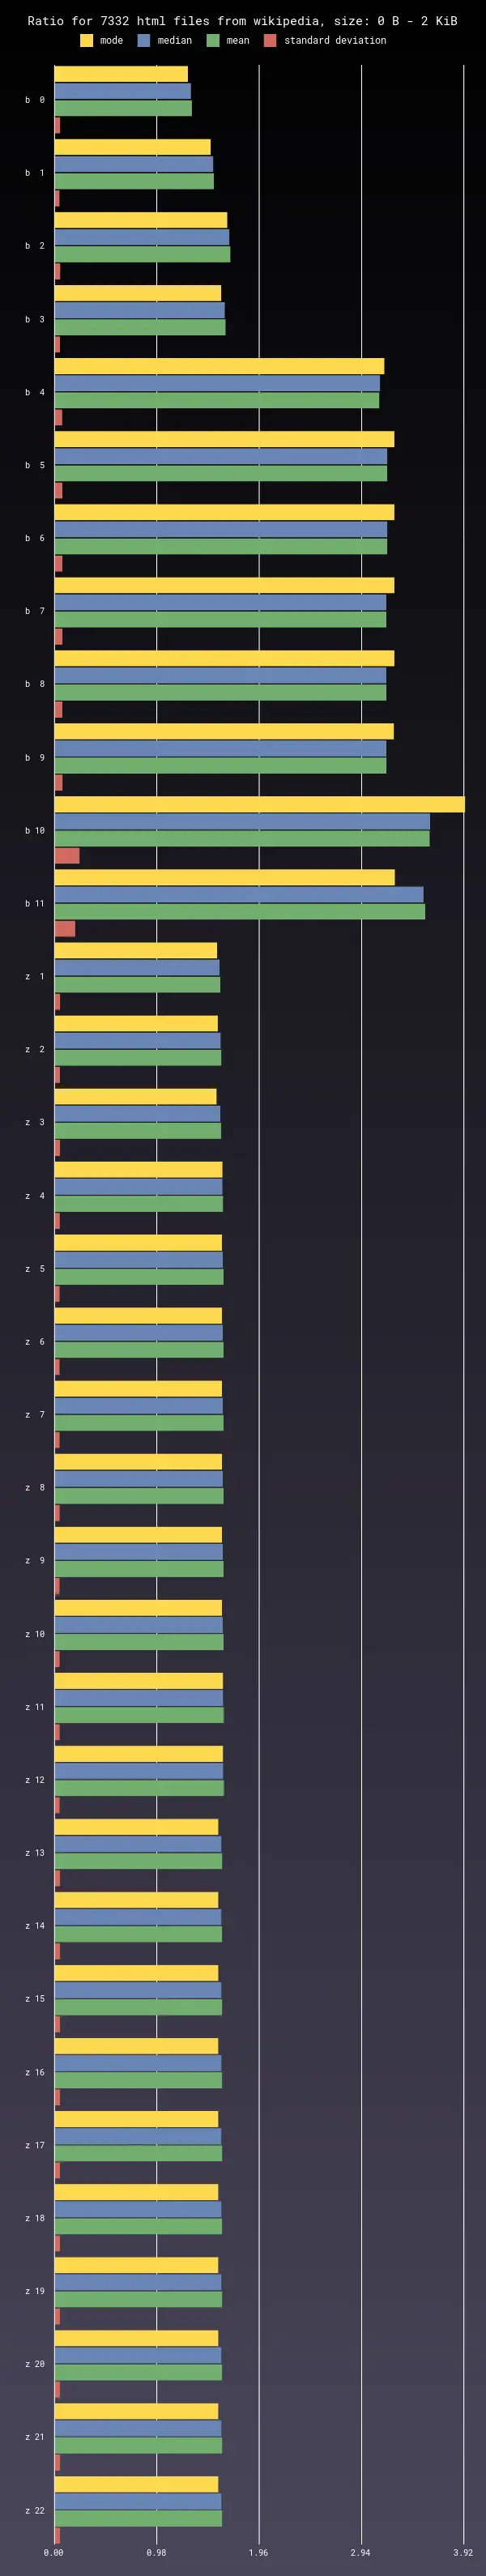 Ratio for 7332 html files from wikipedia, size: 0 B - 2 KiB
mode median mean standard deviation
b 0
b 1
b 2
b 3
b 4
b 5
b 6
b 7
b 8
b 9
b 10
b 11
z 1
z 2
z 3
z 4
z 5
z 6
z 7
z 8
z 9
z 10
z 11
z 12
z 13
z 14
z 15
z 16
z 17
z 18
z 19
z 20
z 21
z 22
0.00 0.98 1.96 2.94 3.92